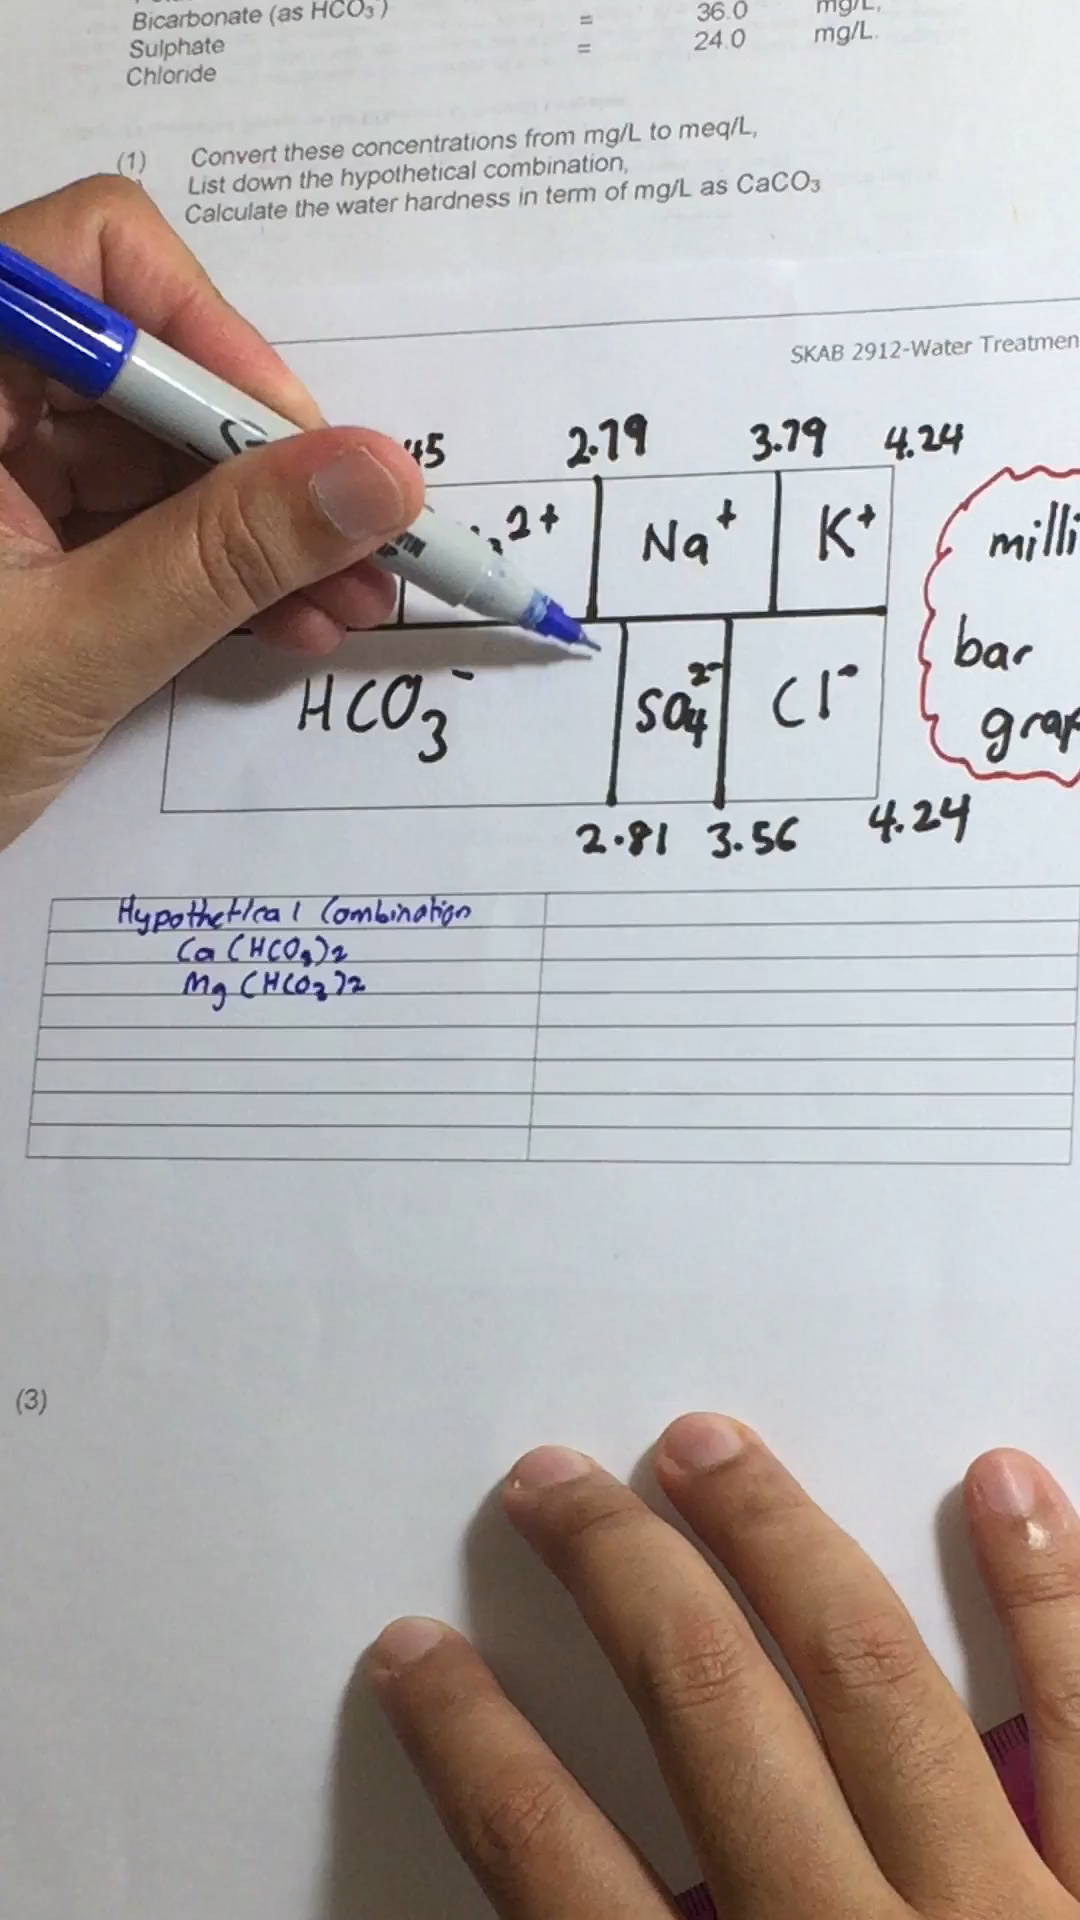 Bicarbonate (as HCO3-) = 36.0 mg/L,
Sulphate = 24.0 mg/L.
Chloride
(1) Convert these concentrations from mg/L to meq/L,
List down the hypothetical combination,
Calculate the water hardness in term of mg/L as CaCO3
SKAB 2912-Water Treatmen
45 2.79 3.79 4.24
2+ Na+ K+ milli
HCO3- SO4 2- Cl- bar
grap
2.81 3.56 4.24
Hypothetical Combination
Ca (HCO3)2
Mg (HCO3)2
(3)